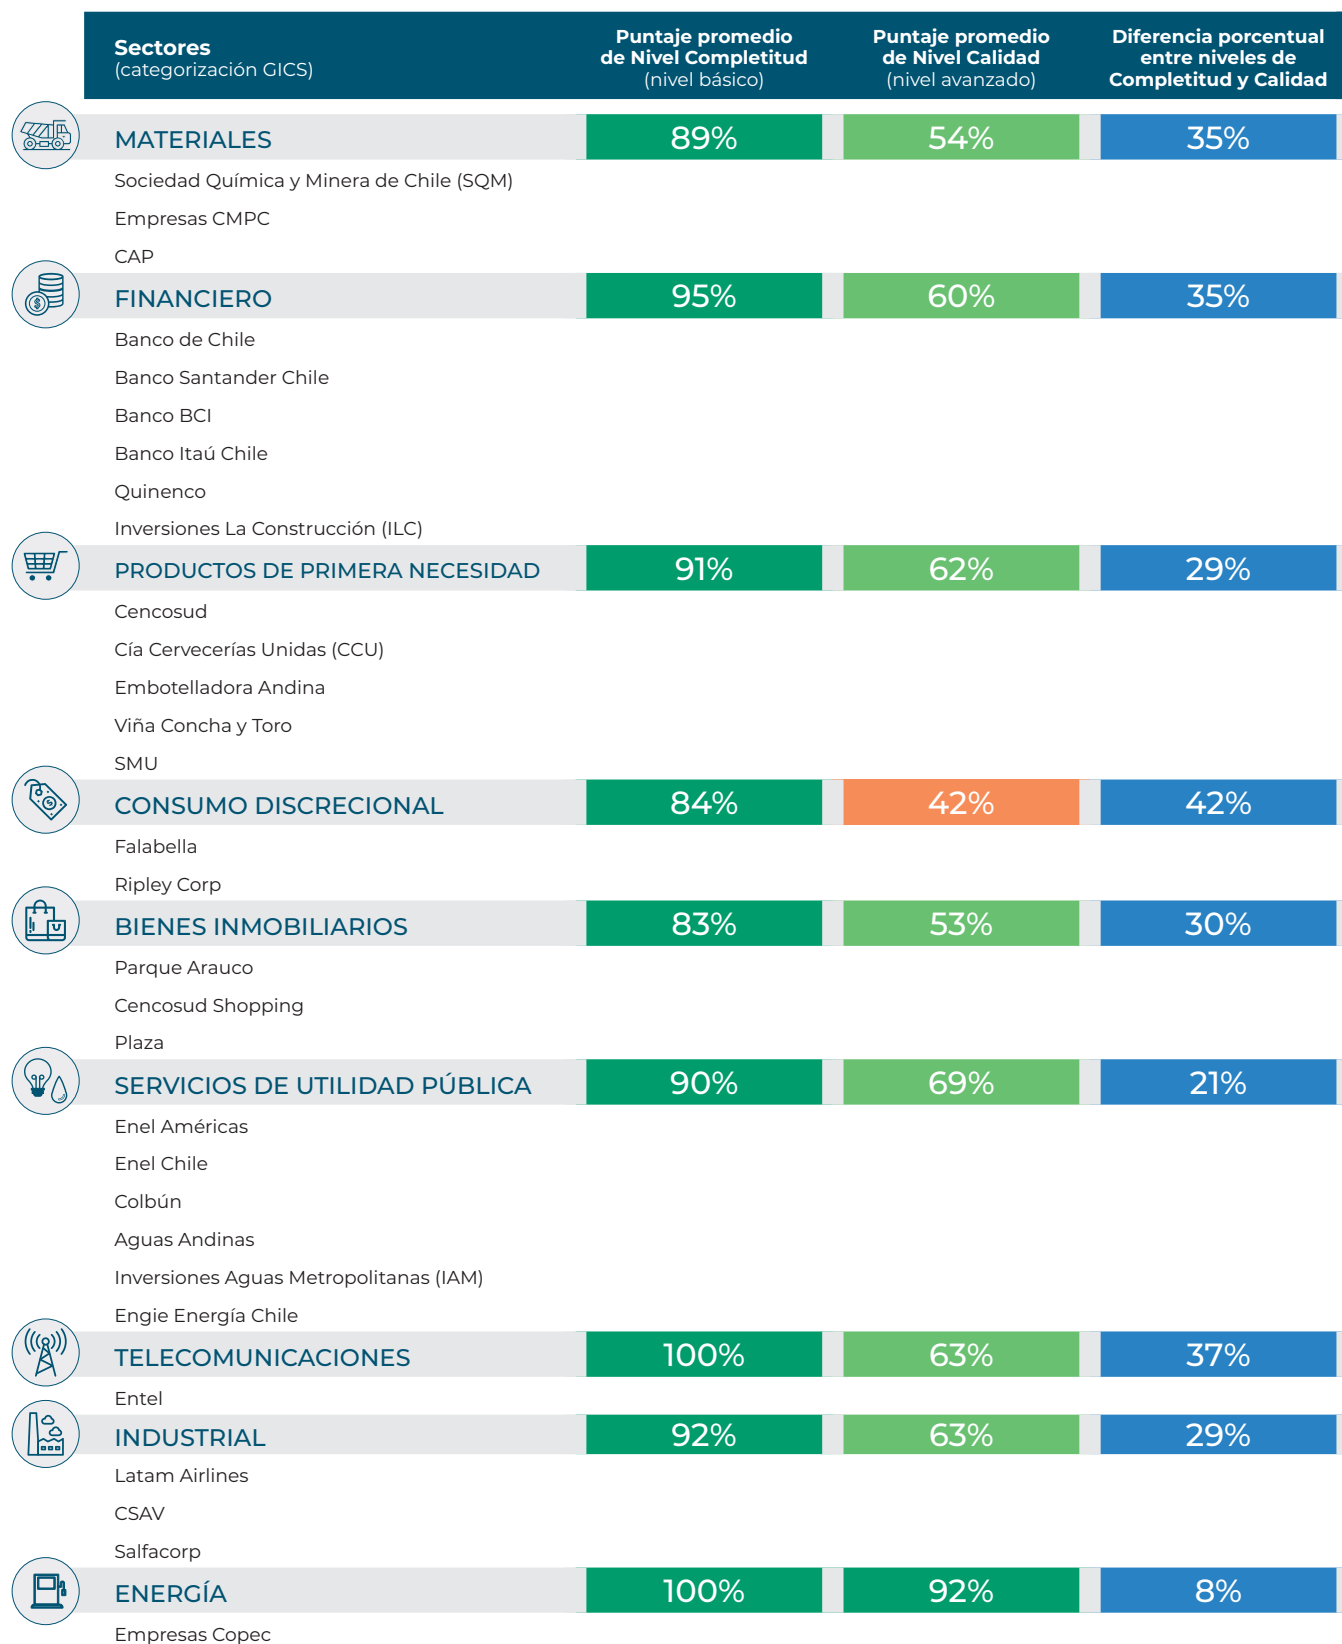 Sectores
(categorización GICS)
Puntaje promedio
de Nivel Completitud
(nivel básico)
Puntaje promedio
de Nivel Calidad
(nivel avanzado)
Diferencia porcentual
entre niveles de
Completitud y Calidad
MATERIALES 89% 54% 35%
Sociedad Química y Minera de Chile (SQM)
Empresas CMPC
CAP
FINANCIERO 95% 60% 35%
Banco de Chile
Banco Santander Chile
Banco BCI
Banco Itaú Chile
Quinenco
Inversiones La Construcción (ILC)
PRODUCTOS DE PRIMERA NECESIDAD 91% 62% 29%
Cencosud
Cía Cervecerías Unidas (CCU)
Embotelladora Andina
Viña Concha y Toro
SMU
CONSUMO DISCRECIONAL 84% 42% 42%
Falabella
Ripley Corp
BIENES INMOBILIARIOS 83% 53% 30%
Parque Arauco
Cencosud Shopping
Plaza
SERVICIOS DE UTILIDAD PÚBLICA 90% 69% 21%
Enel Américas
Enel Chile
Colbún
Aguas Andinas
Inversiones Aguas Metropolitanas (IAM)
Engie Energía Chile
TELECOMUNICACIONES 100% 63% 37%
Entel
INDUSTRIAL 92% 63% 29%
Latam Airlines
CSAV
Salfacorp
ENERGÍA 100% 92% 8%
Empresas Copec